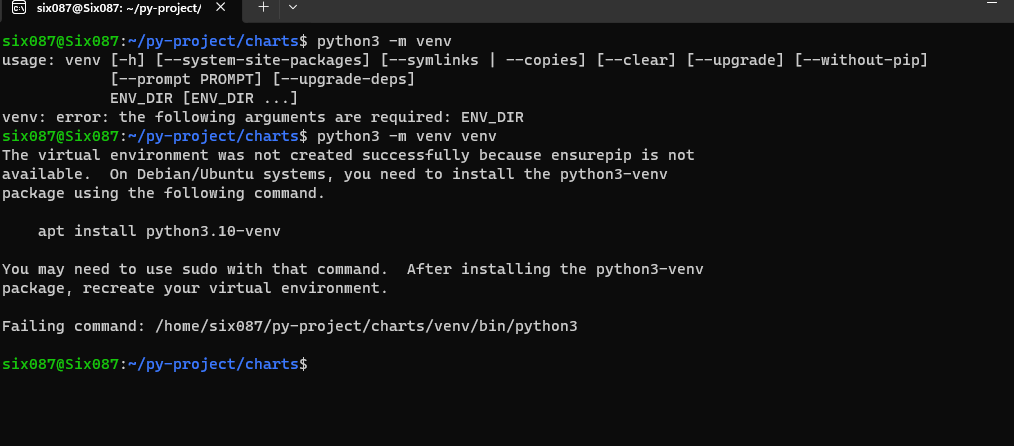 six087@Six087: ~/py-project/
six087@Six087:~/py-project/charts$ python3 -m venv
usage: venv [-h] [--system-site-packages] [--symlinks | --copies] [--clear] [--upgrade] [--without-pip]
            [--prompt PROMPT] [--upgrade-deps]
            ENV_DIR [ENV_DIR ...]
venv: error: the following arguments are required: ENV_DIR
six087@Six087:~/py-project/charts$ python3 -m venv venv
The virtual environment was not created successfully because ensurepip is not
available.  On Debian/Ubuntu systems, you need to install the python3-venv
package using the following command.

    apt install python3.10-venv

You may need to use sudo with that command.  After installing the python3-venv
package, recreate your virtual environment.

Failing command: /home/six087/py-project/charts/venv/bin/python3

six087@Six087:~/py-project/charts$